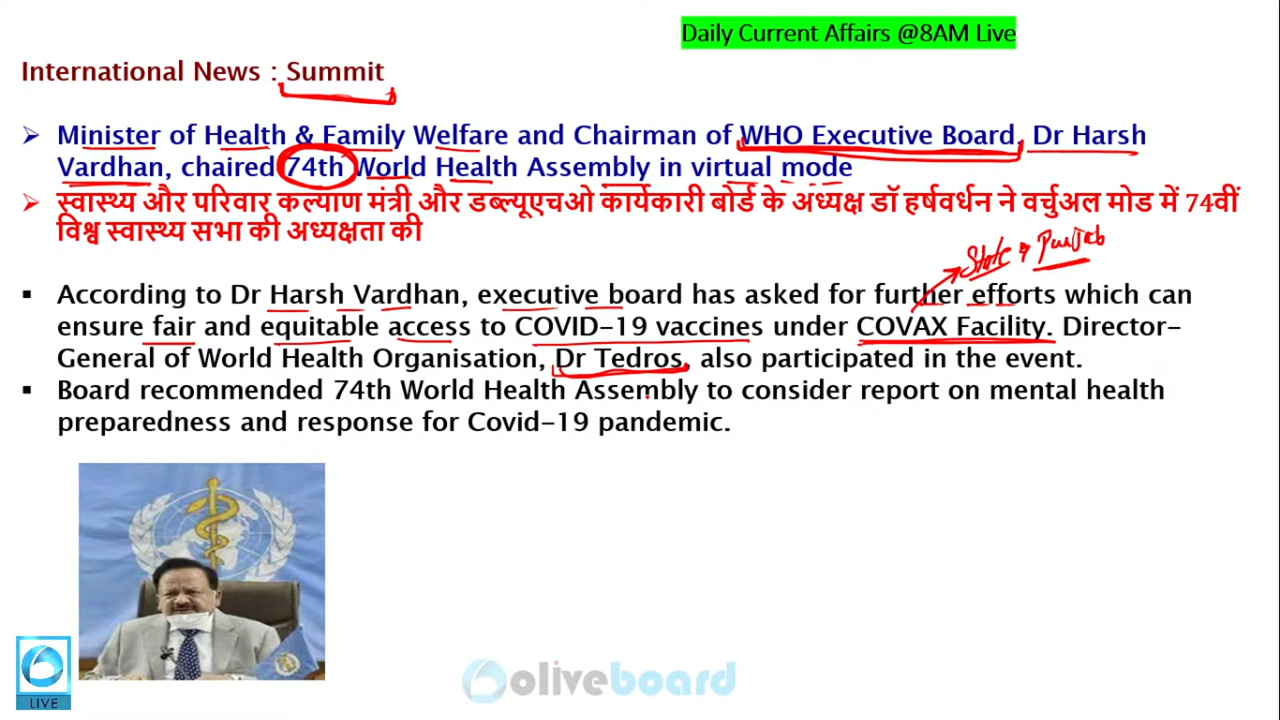 Daily Current Affairs @8AM Live
International News : Summit
Minister of Health & Family Welfare and Chairman of WHO Executive Board, Dr Harsh
Vardhan, chaired 74th World Health Assembly in virtual mode
स्वास्थ्य और परिवार कल्याण मंत्री और डब्ल्यूएचओ कार्यकारी बोर्ड के अध्यक्ष डॉ हर्षवर्धन ने वर्चुअल मोड में 74वीं
विश्व स्वास्थ्य सभा की अध्यक्षता की
State → Punjab
According to Dr Harsh Vardhan, executive board has asked for further efforts which can
ensure fair and equitable access to COVID-19 vaccines under COVAX Facility. Director-
General of World Health Organisation, Dr Tedros, also participated in the event.
Board recommended 74th World Health Assembly to consider report on mental health
preparedness and response for Covid-19 pandemic.
LIVE
oliveboard